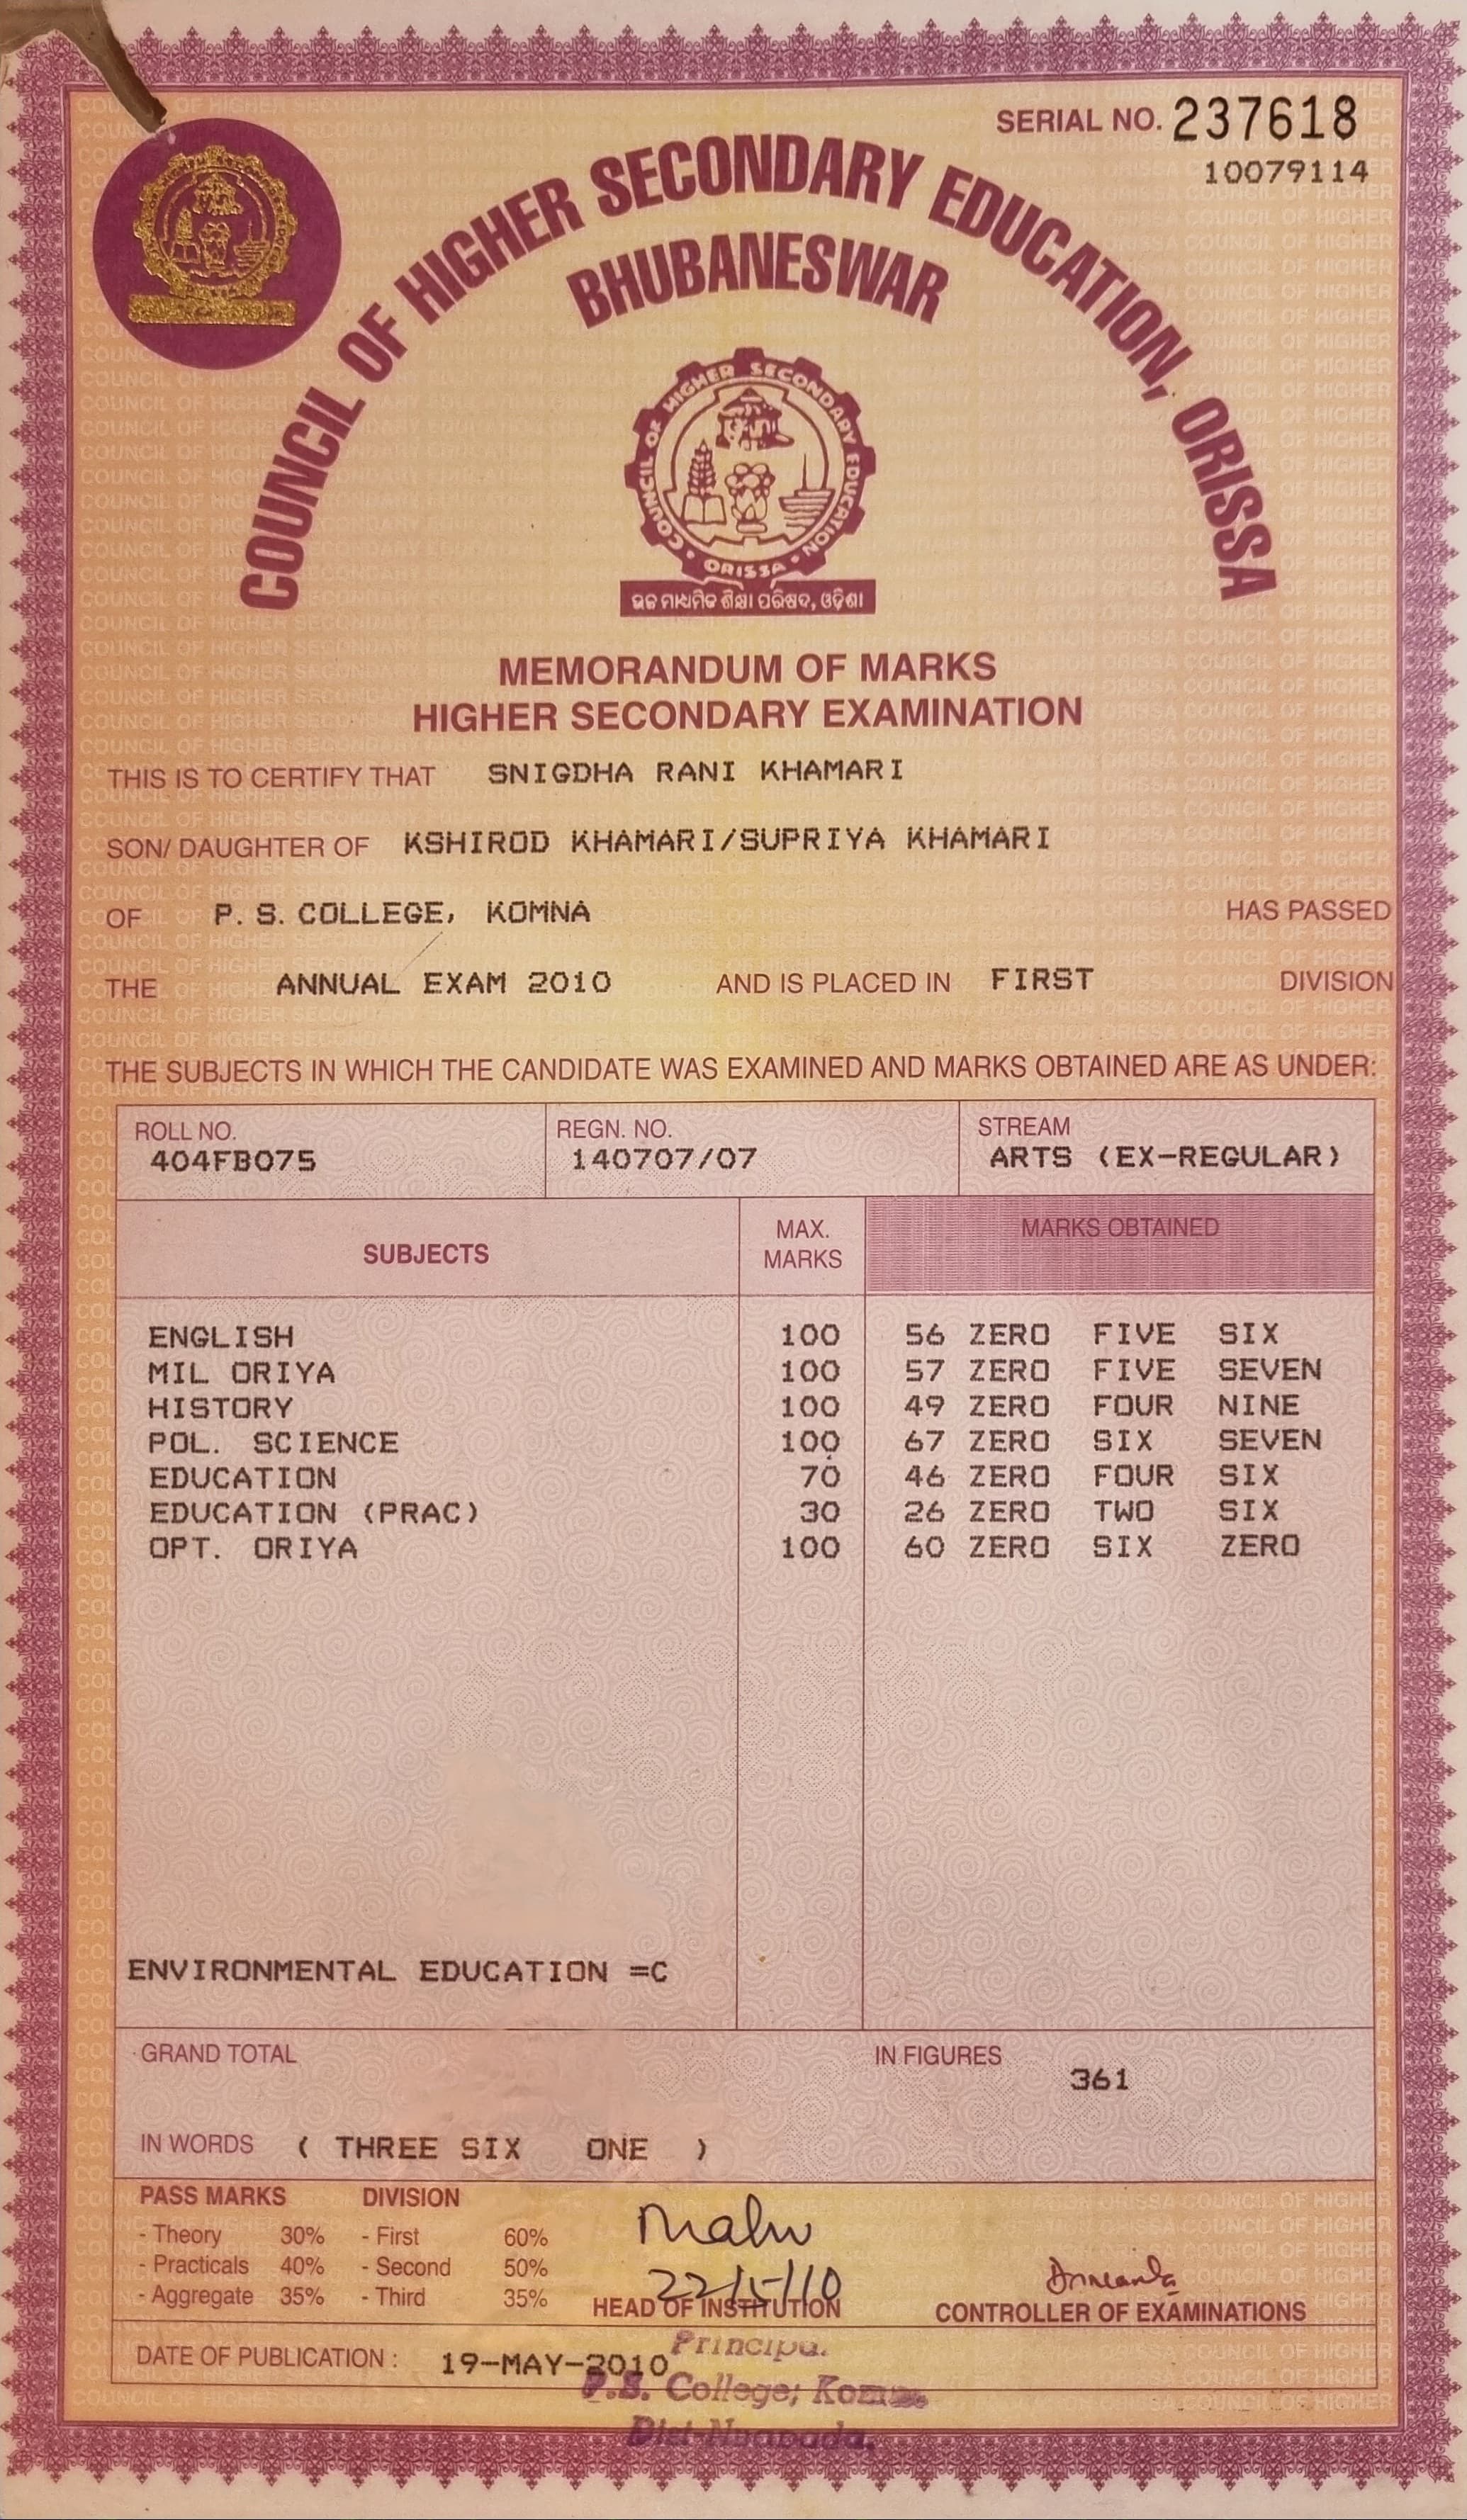 SERIAL NO. 237618
10079114
COUNCIL OF HIGHER SECONDARY EDUCATION, ORISSA
BHUBANESWAR
COUNCIL OF HIGHER SECONDARY EDUCATION
ORISSA
ଉଚ୍ଚ ମାଧ୍ୟମିକ ଶିକ୍ଷା ପରିଷଦ, ଓଡ଼ିଶା
MEMORANDUM OF MARKS
HIGHER SECONDARY EXAMINATION
THIS IS TO CERTIFY THAT SNIGDHA RANI KHAMARI
SON/ DAUGHTER OF KSHIROD KHAMARI/SUPRIYA KHAMARI
OF P. S. COLLEGE, KOMNA HAS PASSED
THE ANNUAL EXAM 2010 AND IS PLACED IN FIRST DIVISION
THE SUBJECTS IN WHICH THE CANDIDATE WAS EXAMINED AND MARKS OBTAINED ARE AS UNDER:
ROLL NO. REGN. NO. STREAM
404FB075 140707/07 ARTS (EX-REGULAR)
SUBJECTS MAX. MARKS MARKS OBTAINED
ENGLISH 100 56 ZERO FIVE SIX
MIL ORIYA 100 57 ZERO FIVE SEVEN
HISTORY 100 49 ZERO FOUR NINE
POL. SCIENCE 100 67 ZERO SIX SEVEN
EDUCATION 70 46 ZERO FOUR SIX
EDUCATION (PRAC) 30 26 ZERO TWO SIX
OPT. ORIYA 100 60 ZERO SIX ZERO
ENVIRONMENTAL EDUCATION =C
GRAND TOTAL IN FIGURES 361
IN WORDS ( THREE SIX ONE )
PASS MARKS DIVISION
- Theory 30% - First 60%
- Practicals 40% - Second 50%
- Aggregate 35% - Third 35%
22/5/10
HEAD OF INSTITUTION CONTROLLER OF EXAMINATIONS
DATE OF PUBLICATION : 19-MAY-2010
P.S. College;